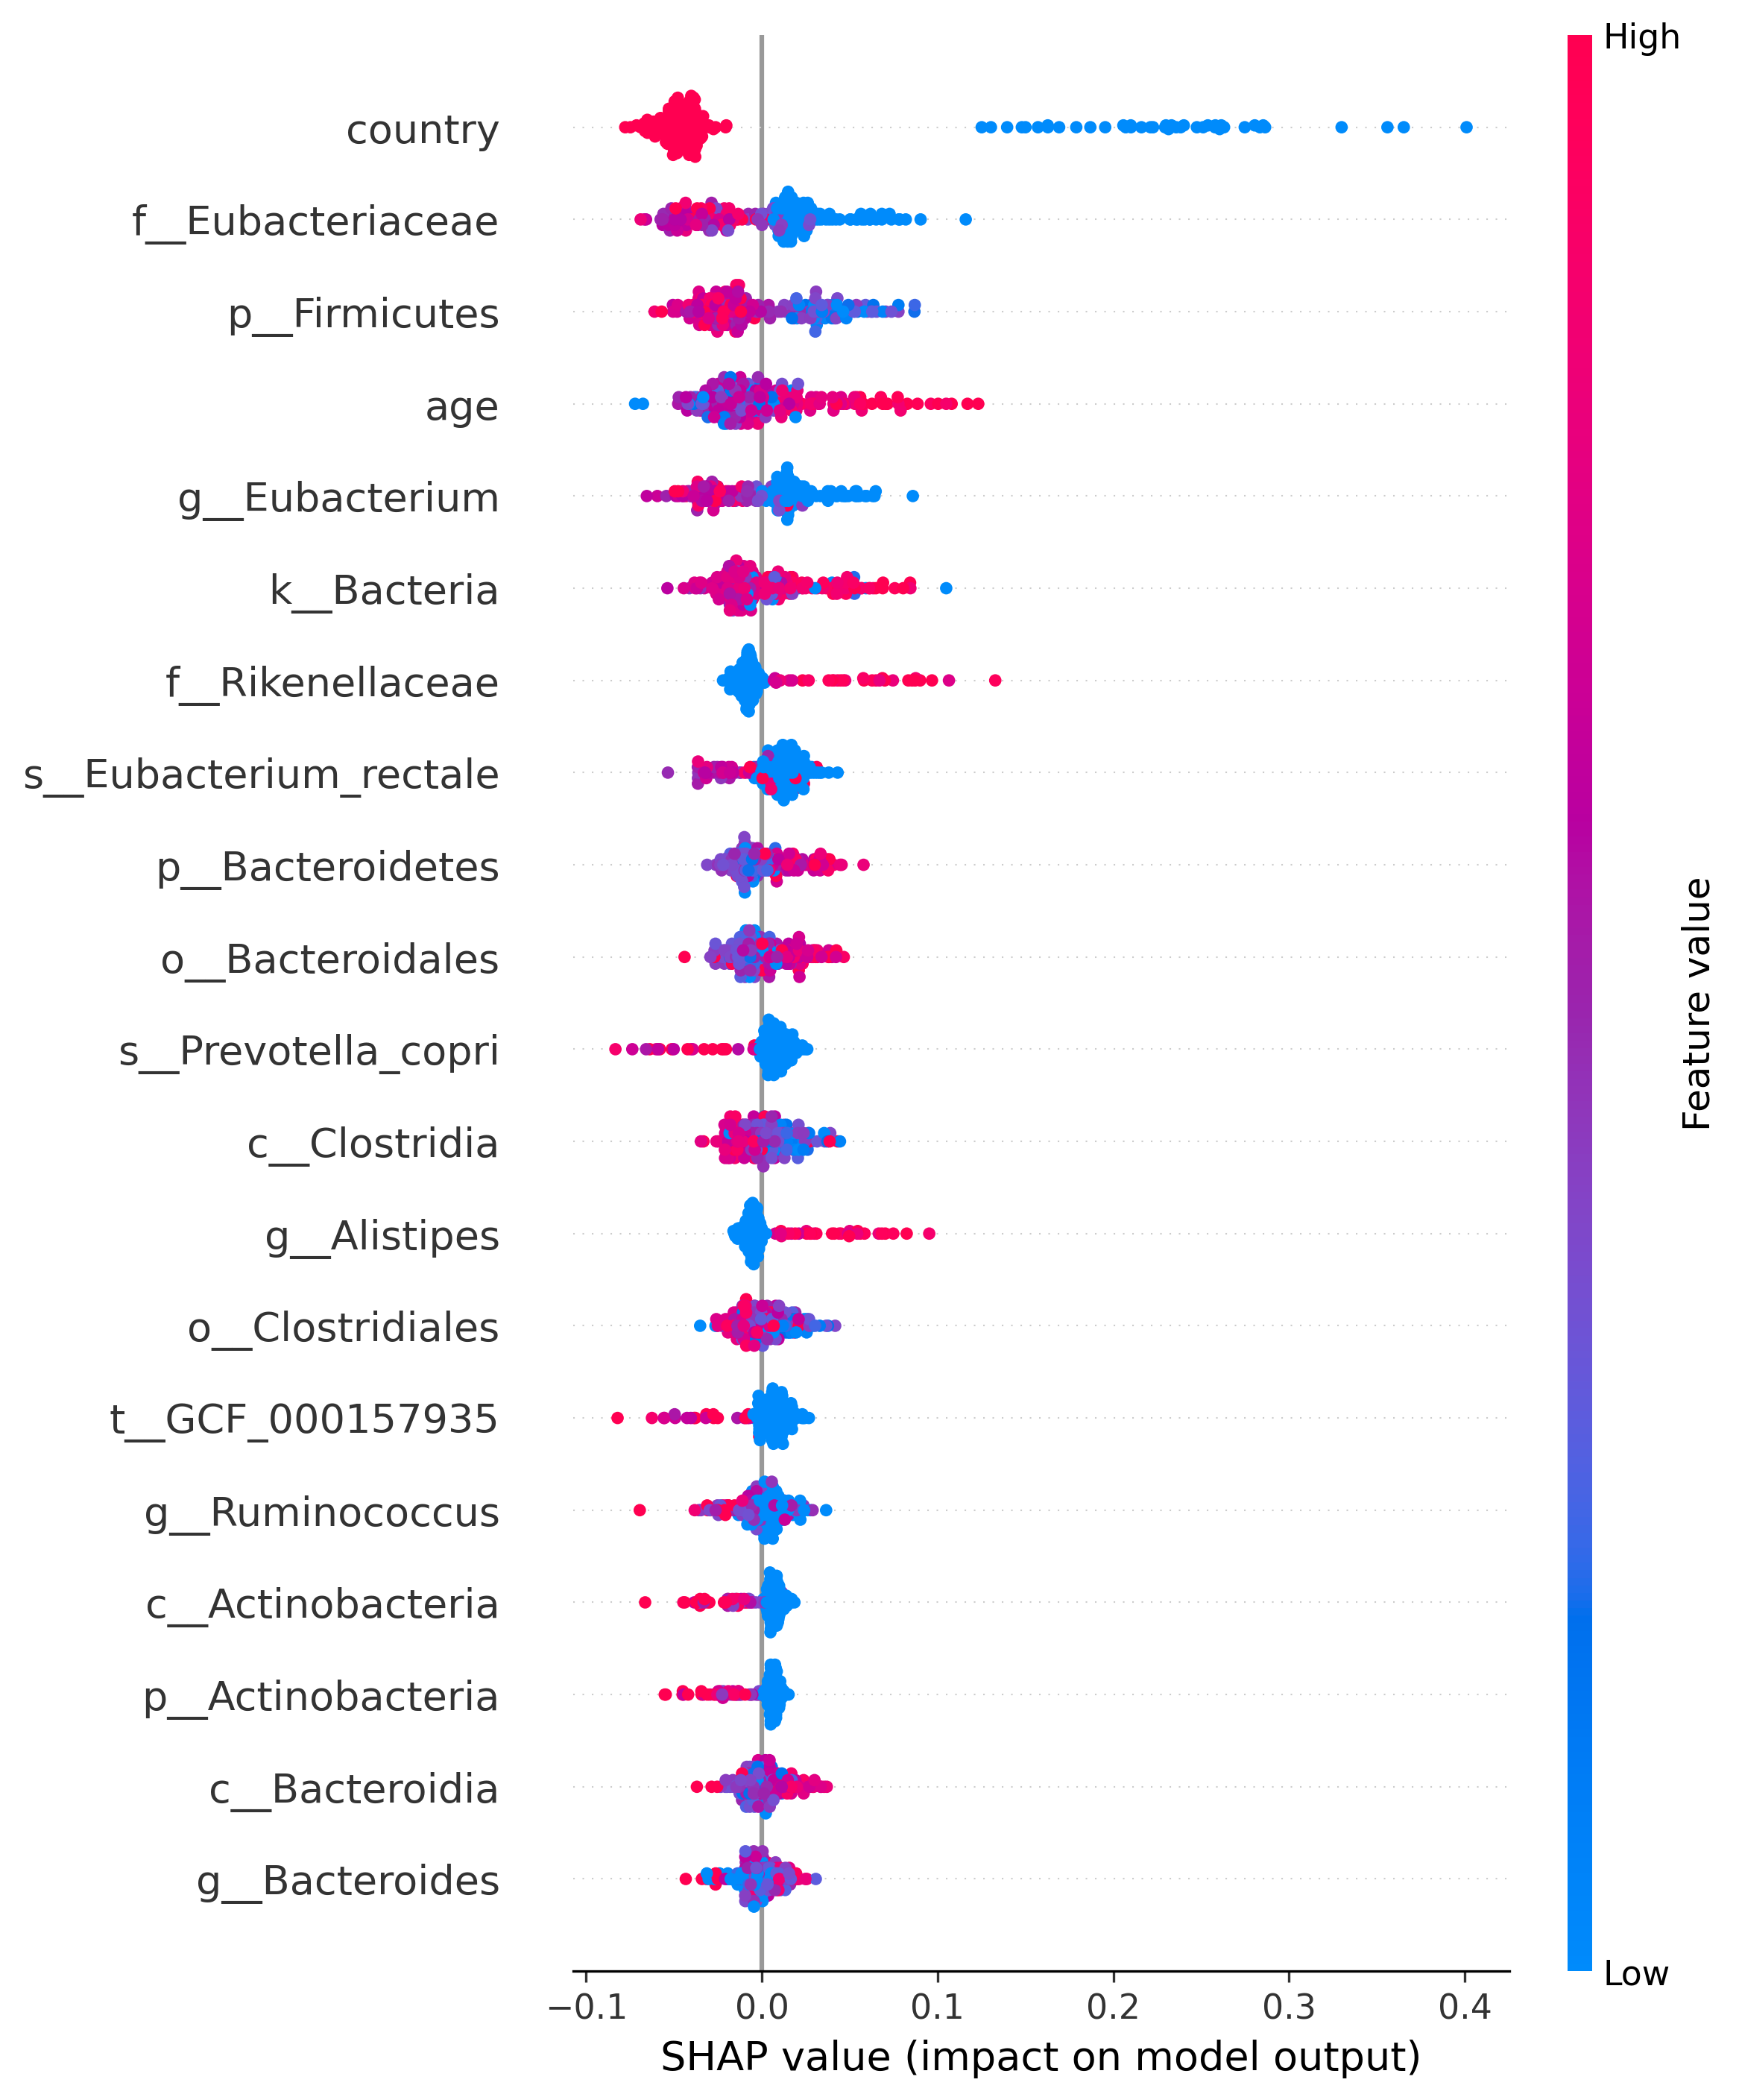 High
country
f__Eubacteriaceae
p__Firmicutes
age
g__Eubacterium
k__Bacteria
f__Rikenellaceae
s__Eubacterium_rectale
p__Bacteroidetes
o__Bacteroidales
s__Prevotella_copri
c__Clostridia
g__Alistipes
o__Clostridiales
t__GCF_000157935
g__Ruminococcus
c__Actinobacteria
p__Actinobacteria
c__Bacteroidia
g__Bacteroides
Feature value
Low
−0.1 0.0 0.1 0.2 0.3 0.4
SHAP value (impact on model output)